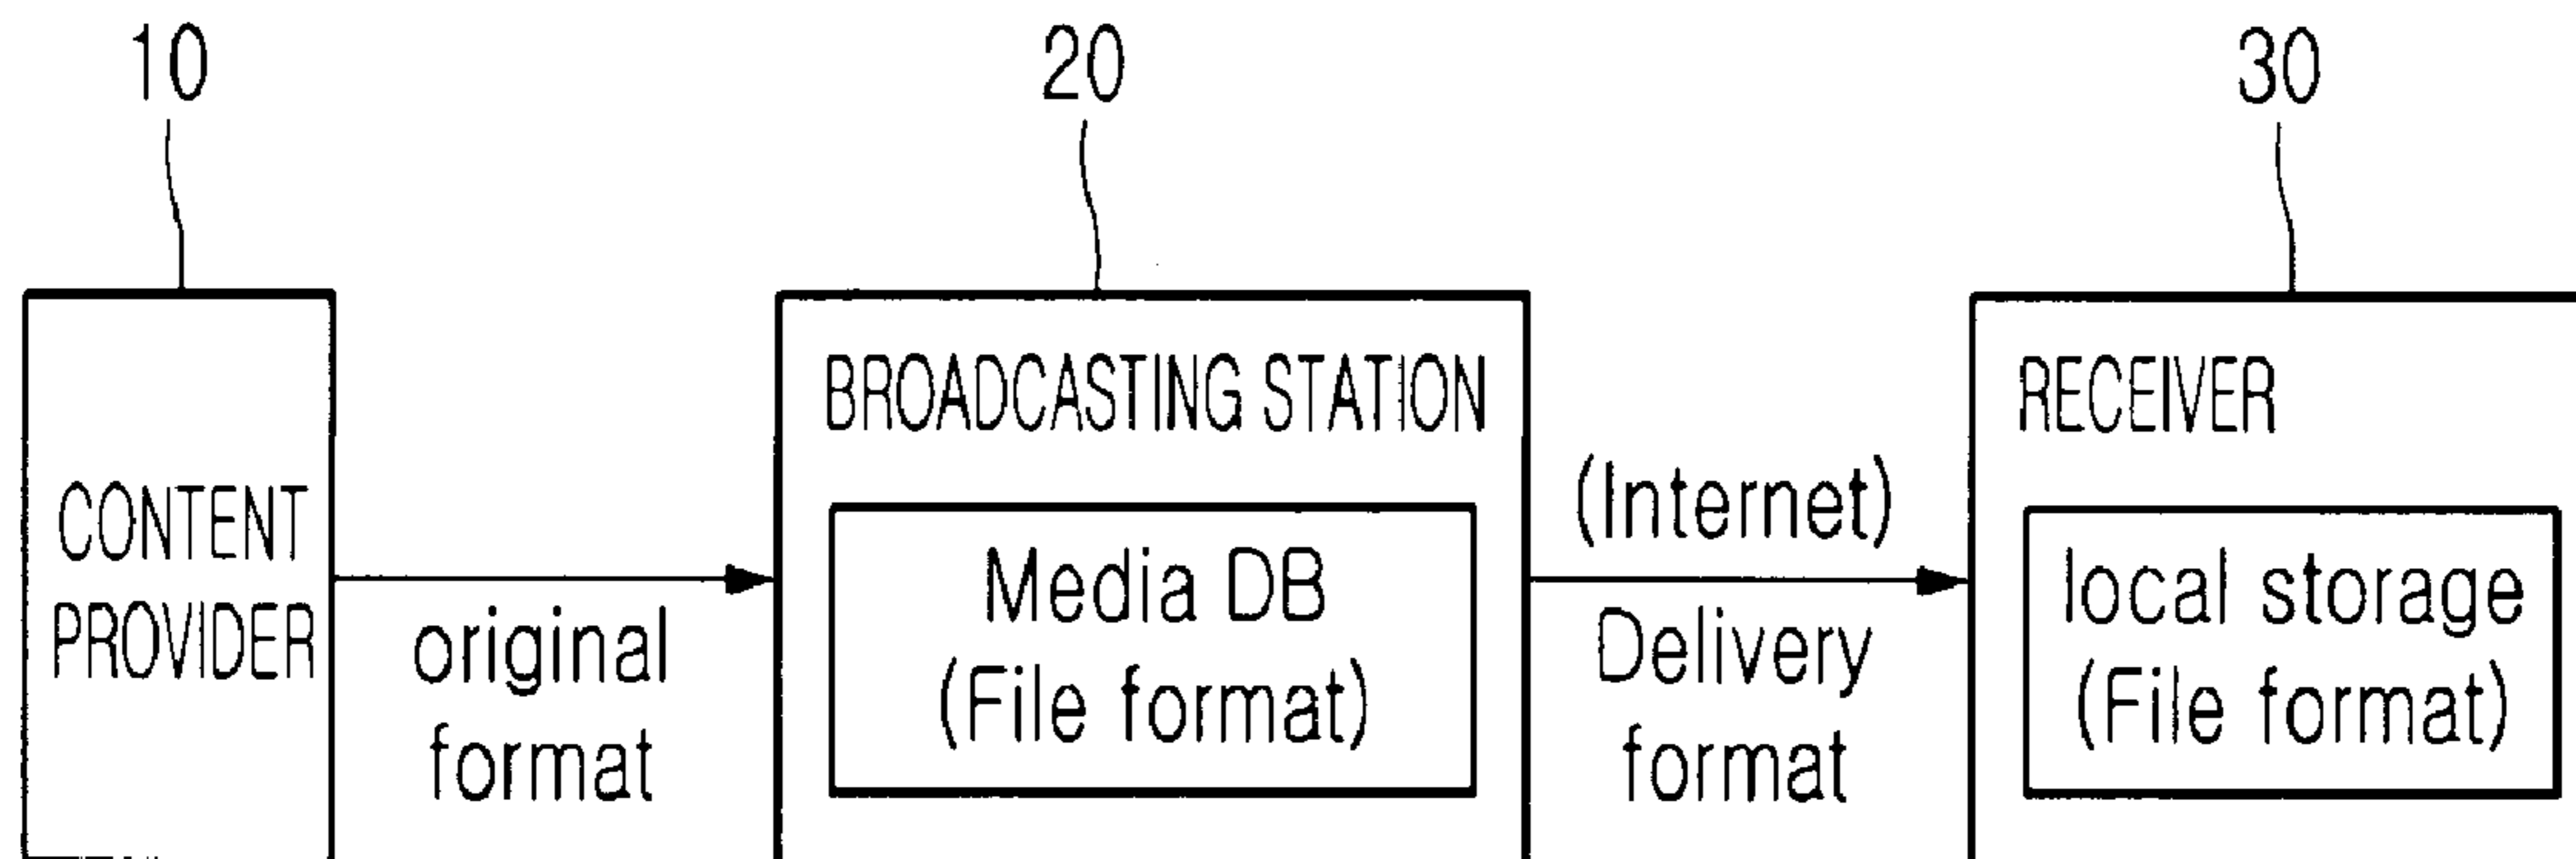 10
20
30
CONTENT
PROVIDER
original
format
BROADCASTING STATION
Media DB
(File format)
(Internet)
Delivery
format
RECEIVER
local storage
(File format)